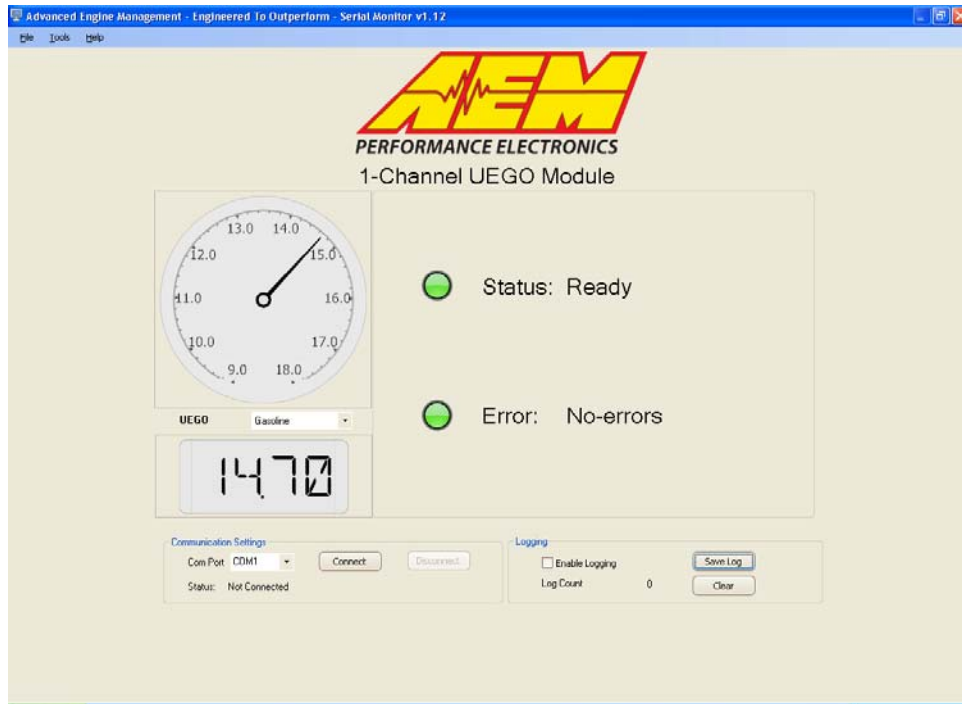 Advanced Engine Management - Engineered To Outperform - Serial Monitor v1.12
File Tools Help
AEM
PERFORMANCE ELECTRONICS
1-Channel UEGO Module
13.0 14.0
12.0 15.0
11.0 16.0
10.0 17.0
9.0 18.0
UEGO Gasoline
14.70
Status: Ready
Error: No-errors
Communication Settings
Com Port COM1 Connect Disconnect
Status: Not Connected
Logging
Enable Logging Save Log
Log Count 0 Clear